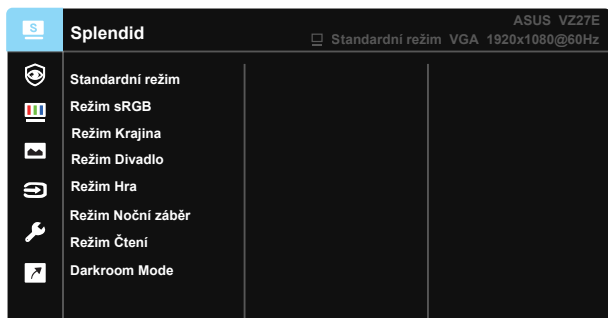 S
Splendid
ASUS VZ27E
Standardní režim VGA 1920x1080@60Hz
Standardní režim
Režim sRGB
Režim Krajina
Režim Divadlo
Režim Hra
Režim Noční záběr
Režim Čtení
Darkroom Mode